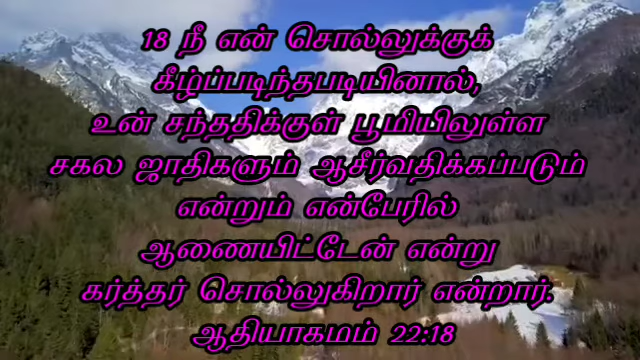 18 நீ என் சொல்லுக்குக்
கீழ்ப்படிந்தபடியினால்,
உன் சந்ததிக்குள் பூமியிலுள்ள
சகல ஜாதிகளும் ஆசீர்வதிக்கப்படும்
என்றும் என்பேரில்
ஆணையிட்டேன் என்று
கர்த்தர் சொல்லுகிறார் என்றார்.
ஆதியாகமம் 22:18